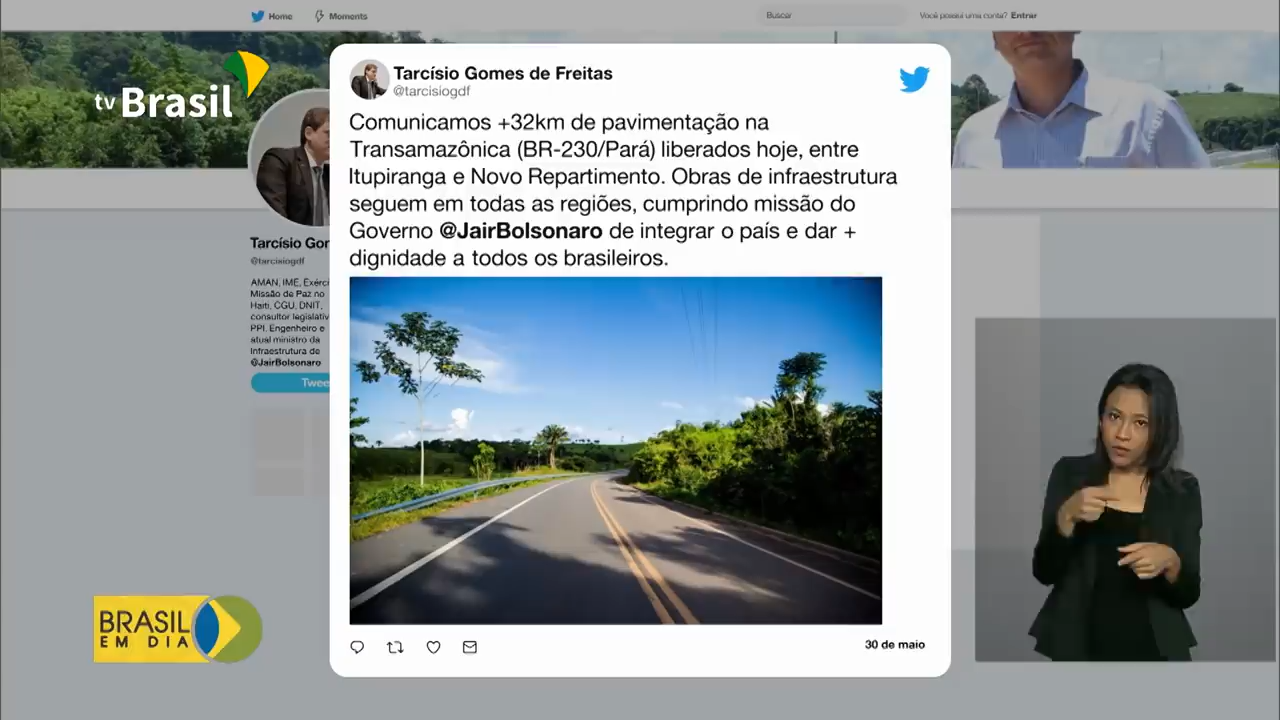 Home
Moments
Buscar
Você possui uma conta? Entrar
tv Brasil
Tarcísio Gomes de Freitas
@tarcisiogdf
Comunicamos +32km de pavimentação na
Transamazônica (BR-230/Pará) liberados hoje, entre
Itupiranga e Novo Repartimento. Obras de infraestrutura
seguem em todas as regiões, cumprindo missão do
Governo @JairBolsonaro de integrar o país e dar +
dignidade a todos os brasileiros.
30 de maio
Tarcísio Gor
@tarcisiogdf
AMAN, IME, Exérci
Missão de Paz no
Haiti, CGU, DNIT,
consultor legislativ
PPI. Engenheiro e
atual ministro da
Infraestrutura de
@JairBolsonaro
Twee
BRASIL
EM DIA